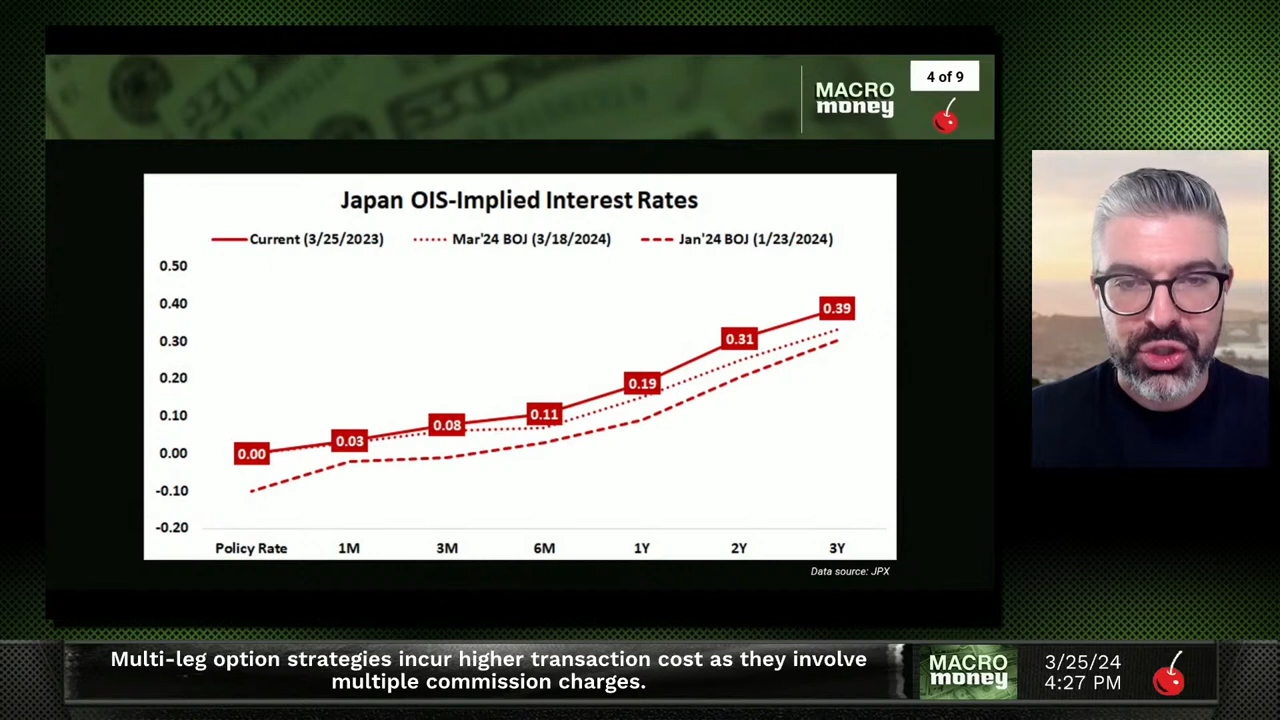 MACRO
money
4 of 9
Japan OIS-Implied Interest Rates
Current (3/25/2023)
Mar'24 BOJ (3/18/2024)
Jan'24 BOJ (1/23/2024)
0.50
0.40
0.30
0.20
0.10
0.00
-0.10
-0.20
0.00
0.03
0.08
0.11
0.19
0.31
0.39
Policy Rate
1M
3M
6M
1Y
2Y
3Y
Data source: JPX
Multi-leg option strategies incur higher transaction cost as they involve
multiple commission charges.
MACRO
money
3/25/24
4:27 PM